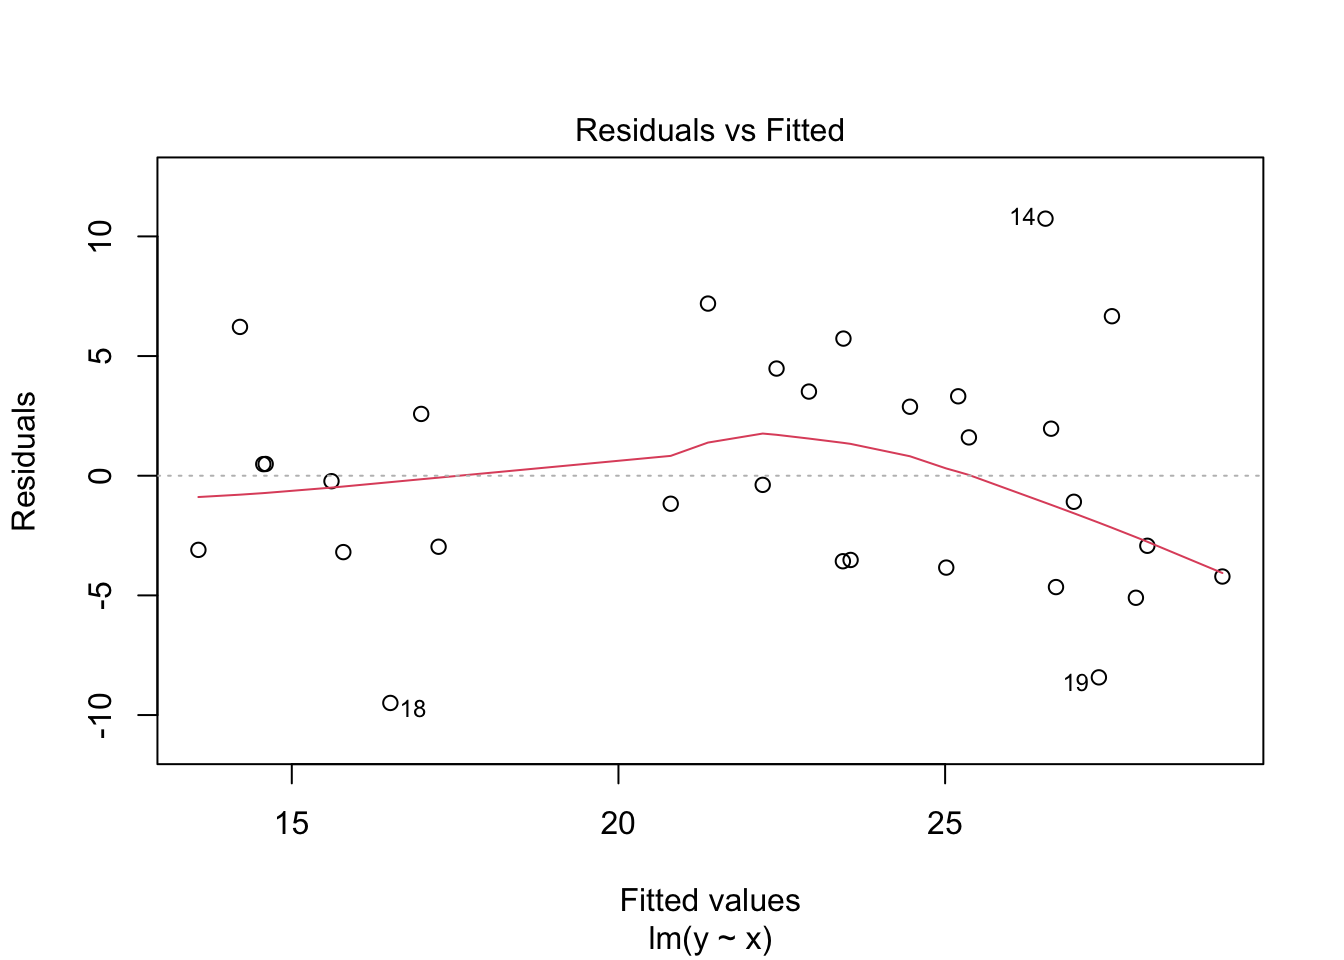 Residuals vs Fitted
Residuals
10
5
0
-5
-10
14
18
19
15 20 25
Fitted values
lm(y ~ x)